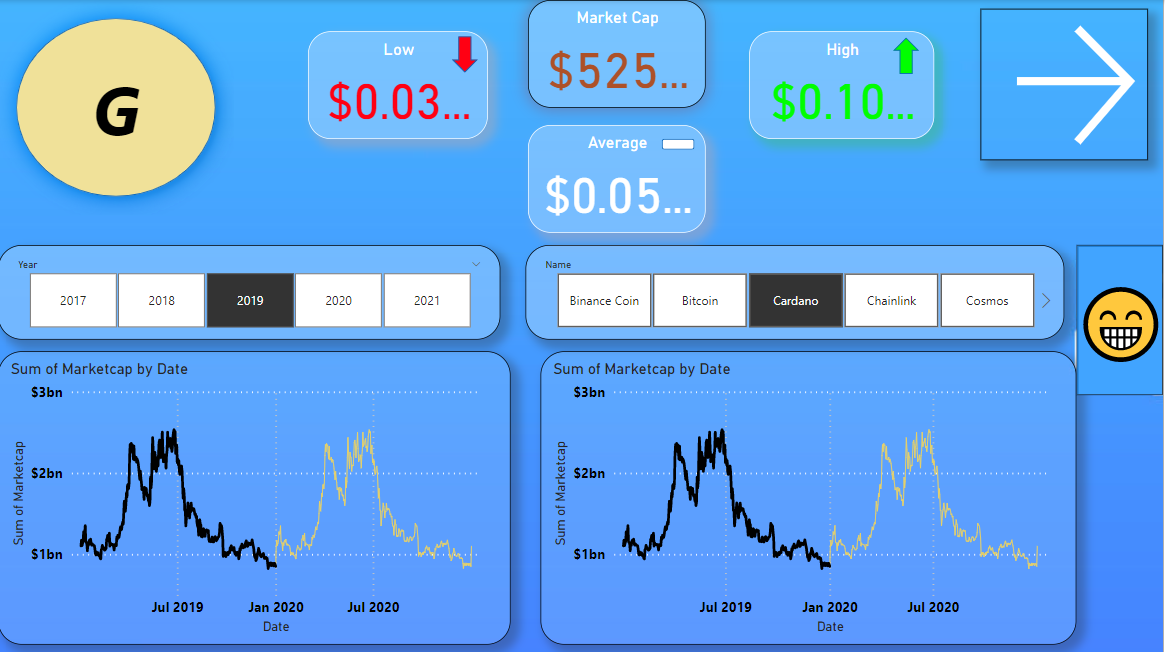 G
Low
$0.03...
Market Cap
$525...
High
$0.10...
Average
$0.05...
Year
2017
2018
2019
2020
2021
Name
Binance Coin
Bitcoin
Cardano
Chainlink
Cosmos
Sum of Marketcap by Date
$3bn
$2bn
$1bn
Sum of Marketcap
Jul 2019
Jan 2020
Jul 2020
Date
Sum of Marketcap by Date
$3bn
$2bn
$1bn
Sum of Marketcap
Jul 2019
Jan 2020
Jul 2020
Date